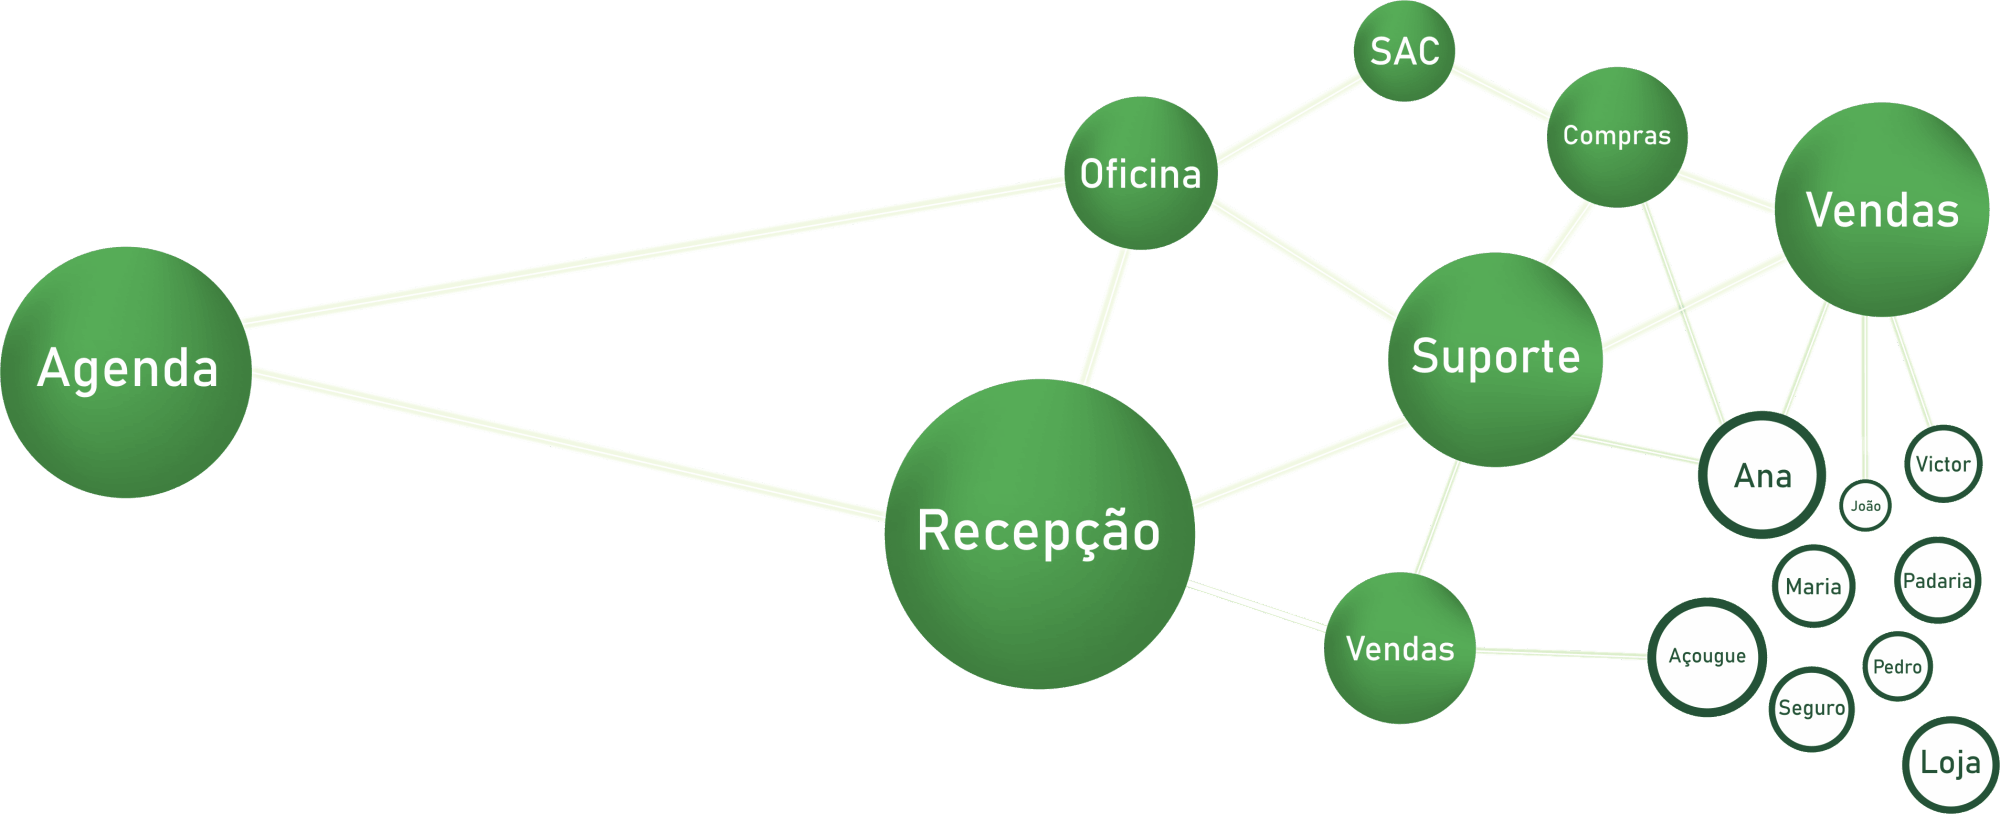 SAC
Compras
Oficina
Vendas
Agenda
Suporte
Ana
Victor
João
Recepção
Maria
Padaria
Vendas
Açougue
Pedro
Seguro
Loja